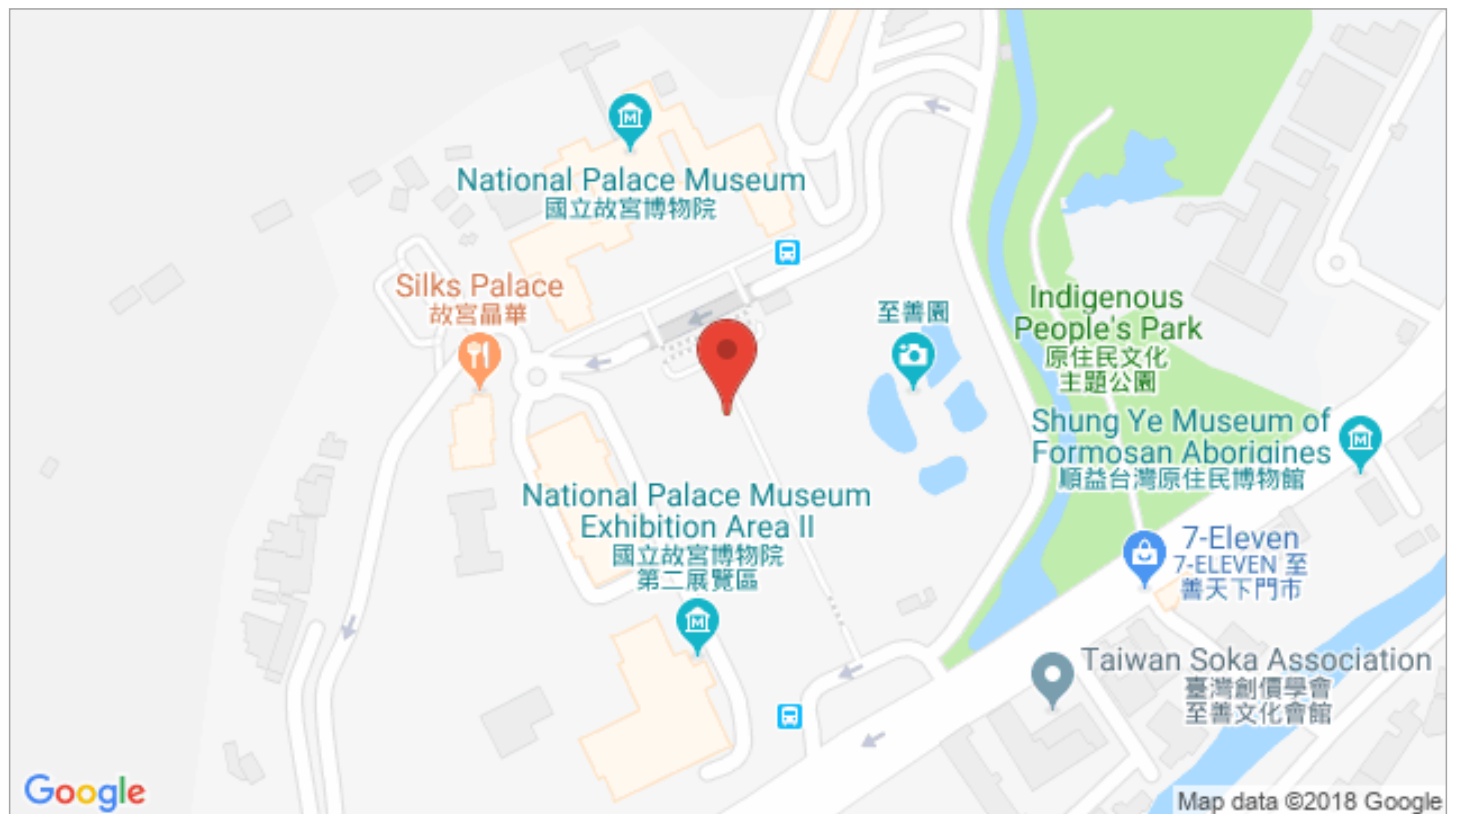 National Palace Museum
國立故宮博物院
Silks Palace
故宮晶華
至善園
Indigenous
People's Park
原住民文化
主題公園
Shung Ye Museum of
Formosan Aborigines
順益台灣原住民博物館
National Palace Museum
Exhibition Area II
國立故宮博物院
第二展覽區
7-Eleven
7-ELEVEN 至
善天下門市
Taiwan Soka Association
臺灣創價學會
至善文化會館
Google
Map data ©2018 Google